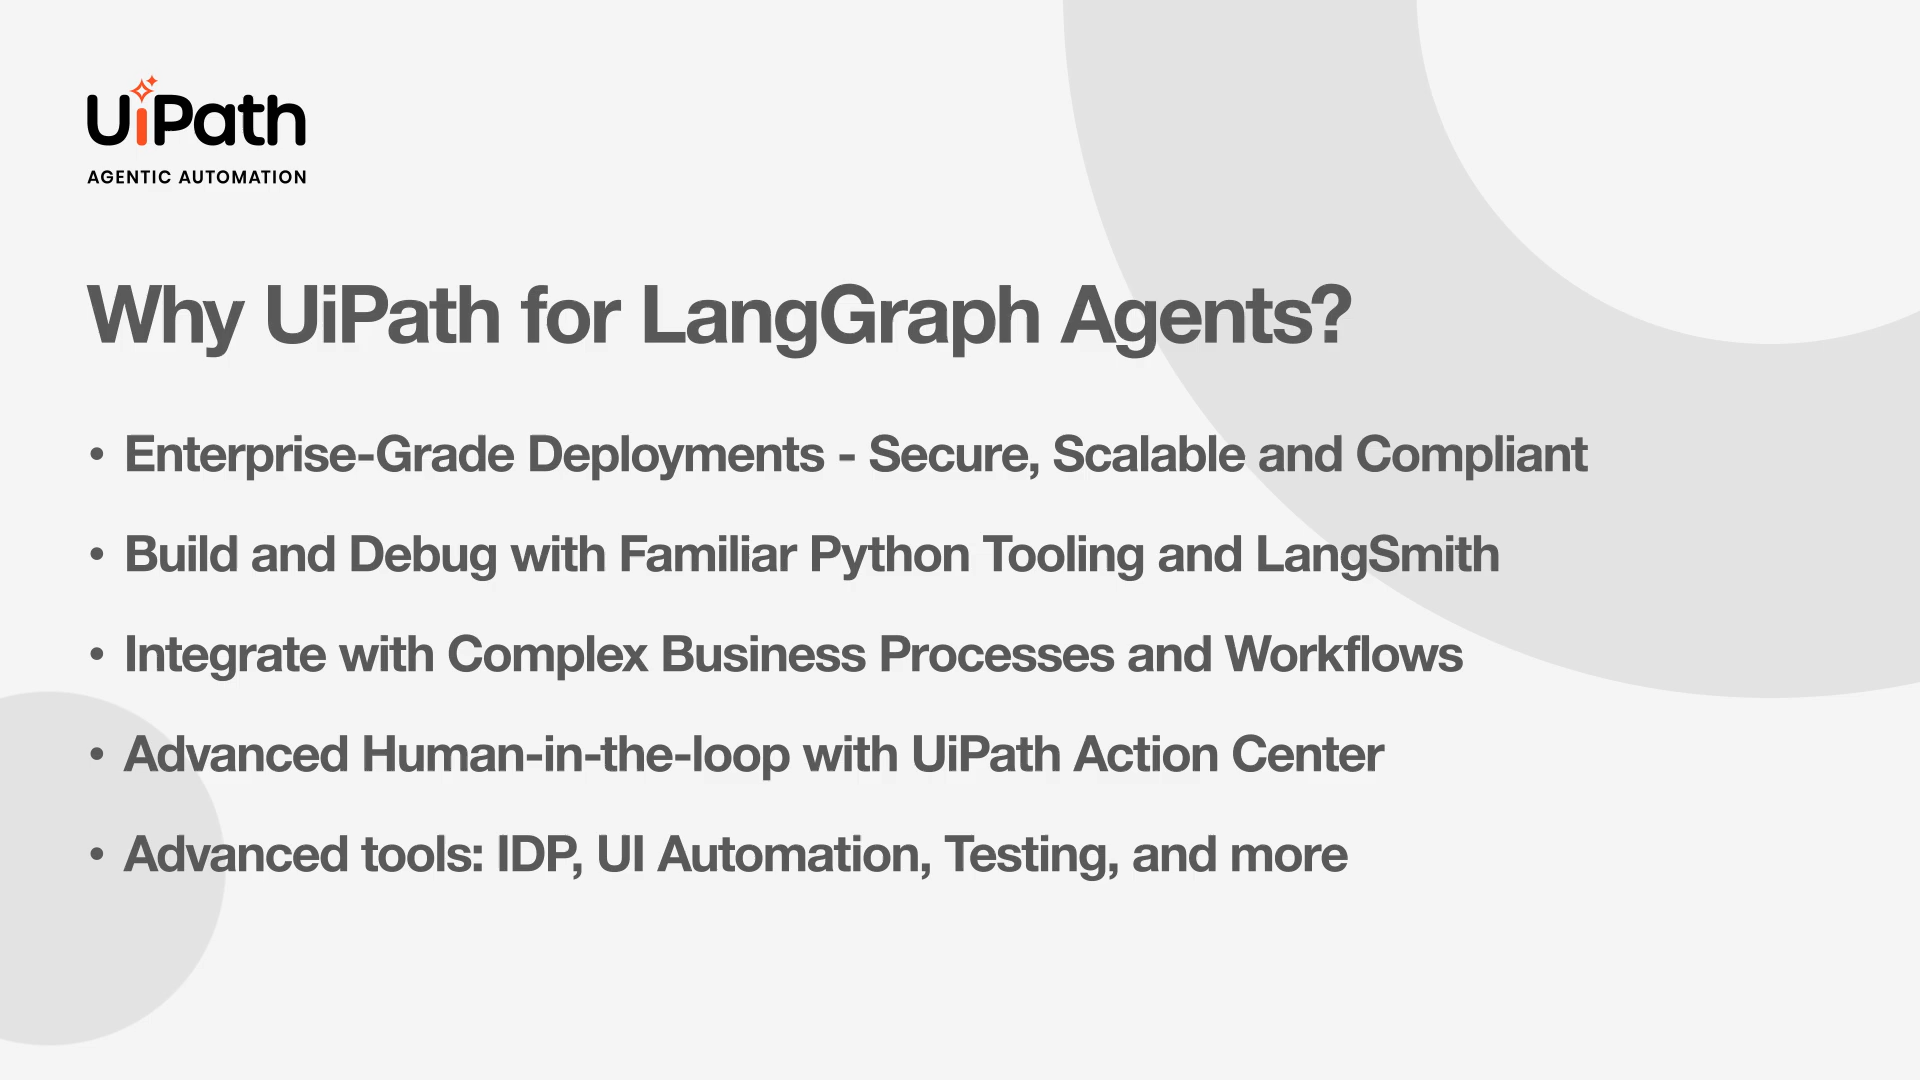 UiPath
AGENTIC AUTOMATION
Why UiPath for LangGraph Agents?
• Enterprise-Grade Deployments - Secure, Scalable and Compliant
• Build and Debug with Familiar Python Tooling and LangSmith
• Integrate with Complex Business Processes and Workflows
• Advanced Human-in-the-loop with UiPath Action Center
• Advanced tools: IDP, UI Automation, Testing, and more